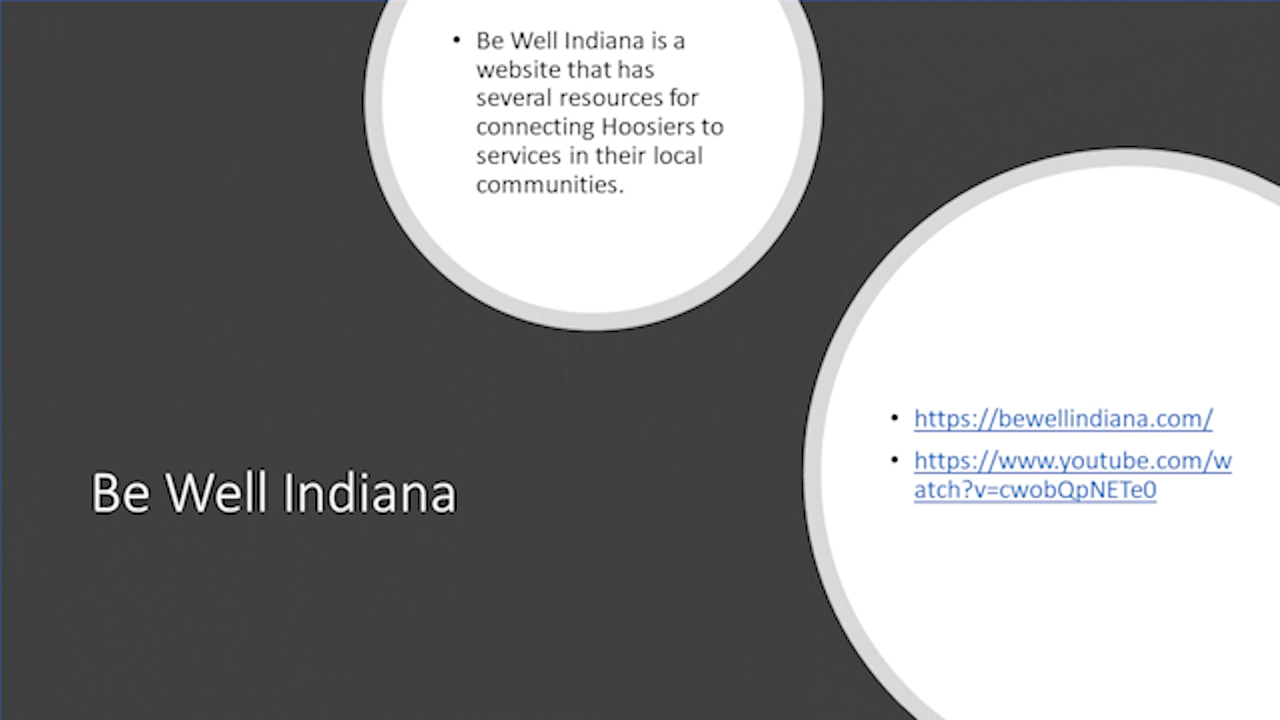 • Be Well Indiana is a
website that has
several resources for
connecting Hoosiers to
services in their local
communities.
Be Well Indiana
• https://bewellindiana.com/
• https://www.youtube.com/w
atch?v=cwobQpNETe0